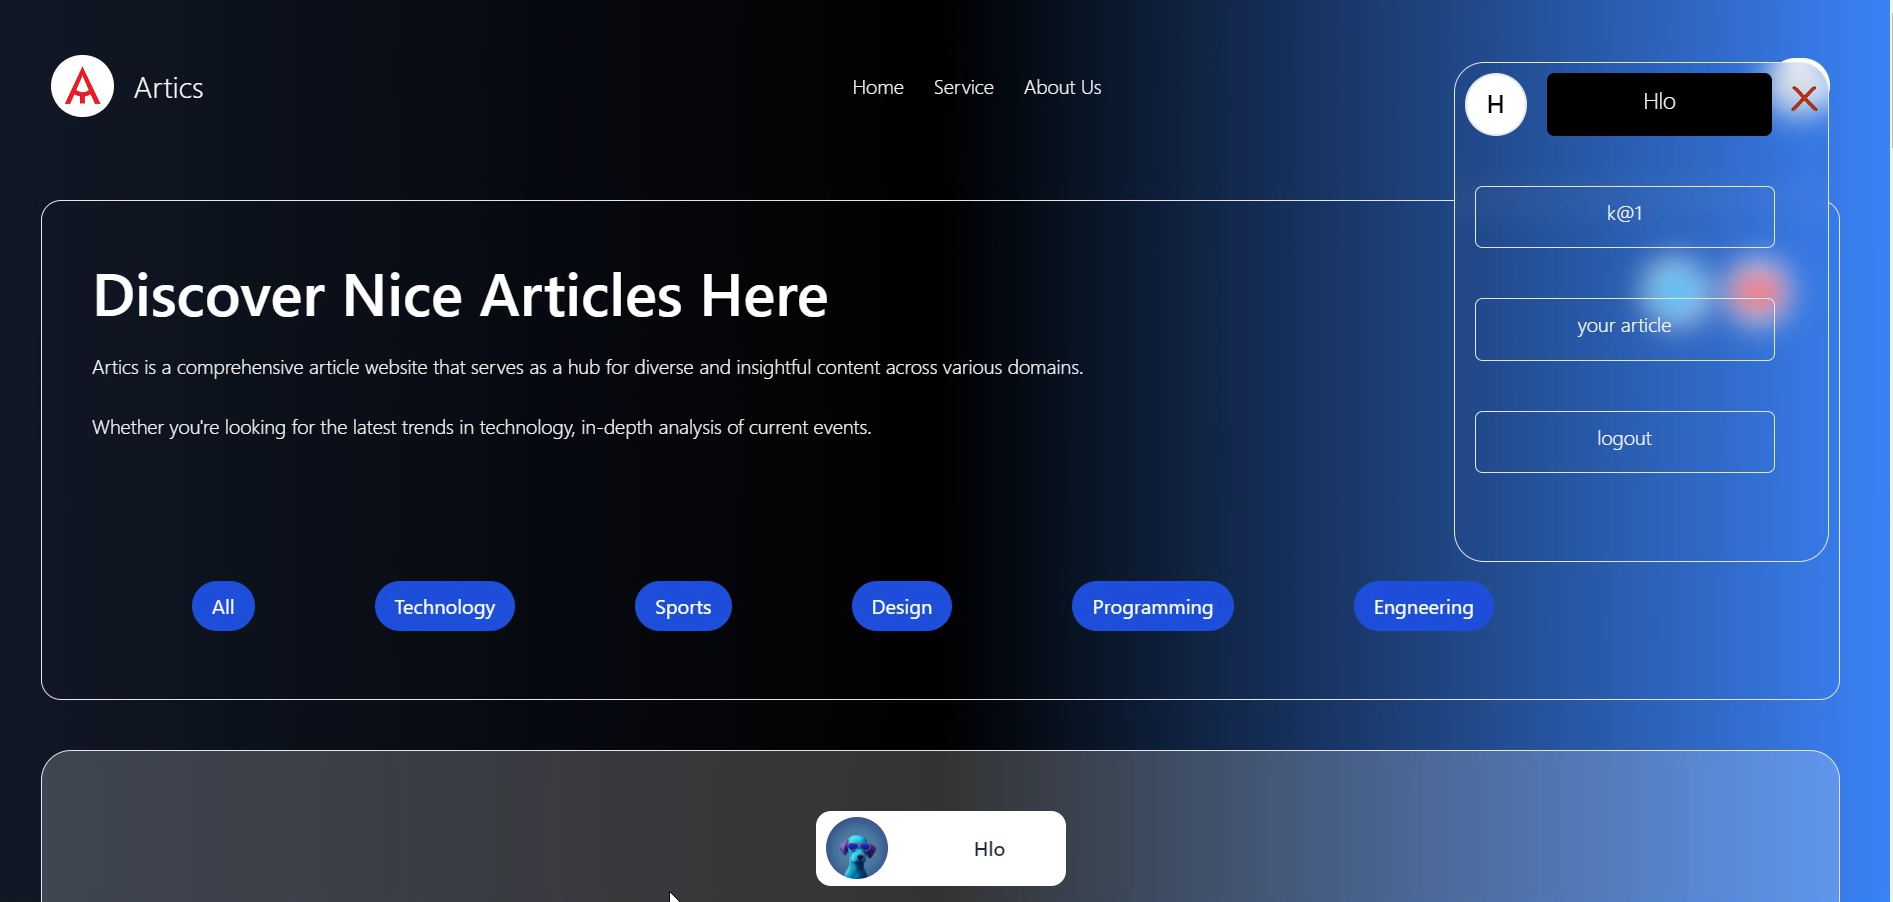 Artics
Home Service About Us
H Hlo
k@1
your article
logout
Discover Nice Articles Here
Artics is a comprehensive article website that serves as a hub for diverse and insightful content across various domains.
Whether you're looking for the latest trends in technology, in-depth analysis of current events.
All Technology Sports Design Programming Engneering
Hlo